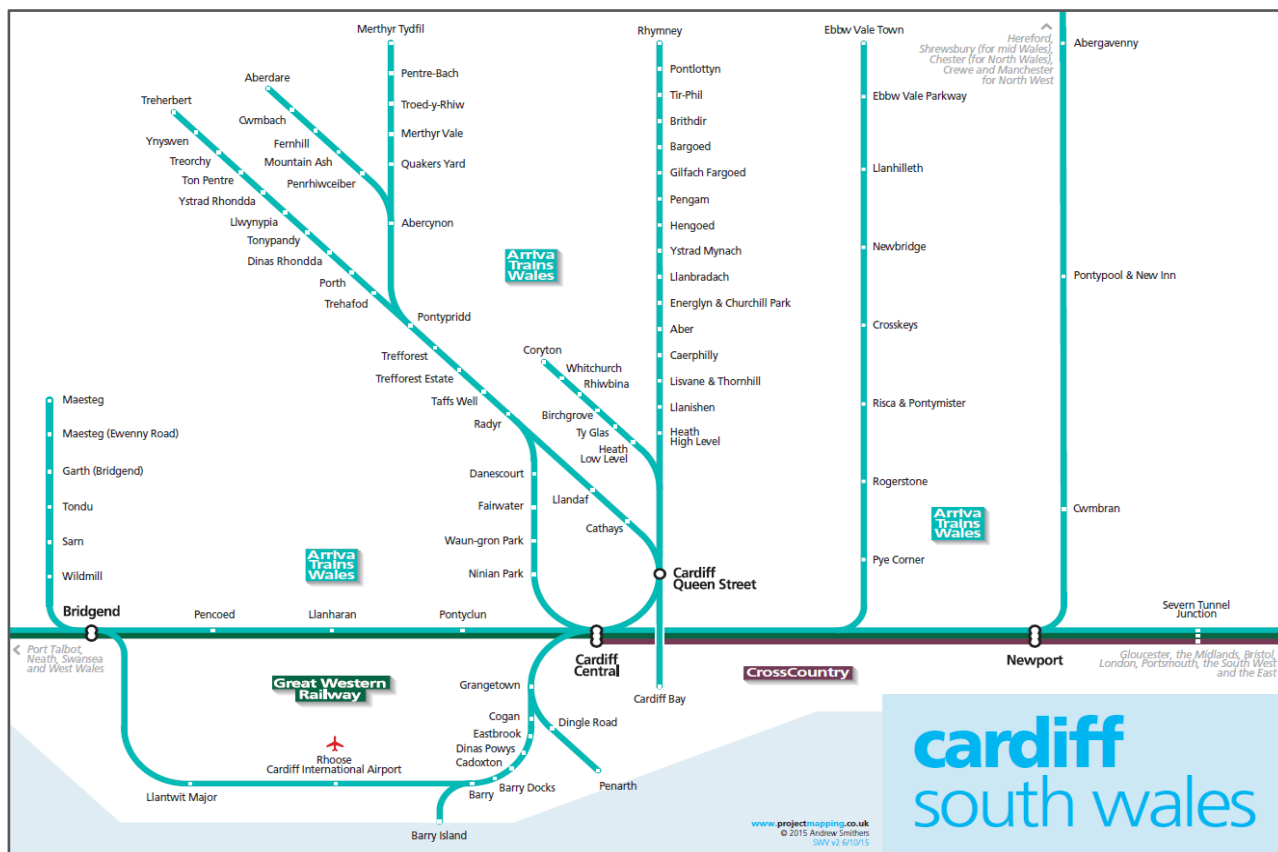 Merthyr Tydfil
Pentre-Bach
Troed-y-Rhiw
Merthyr Vale
Quakers Yard
Abercynon
Aberdare
Cwmbach
Fernhill
Mountain Ash
Penrhiwceiber
Treherbert
Ynyswen
Treorchy
Ton Pentre
Ystrad Rhondda
Llwynypia
Tonypandy
Dinas Rhondda
Porth
Trehafod
Pontypridd
Trefforest
Trefforest Estate
Taffs Well
Radyr
Danescourt
Fairwater
Waun-gron Park
Ninian Park
Llandaf
Cathays
Arriva
Trains
Wales
Rhymney
Pontlottyn
Tir-Phil
Brithdir
Bargoed
Gilfach Fargoed
Pengam
Hengoed
Ystrad Mynach
Llanbradach
Energlyn & Churchill Park
Aber
Caerphilly
Lisvane & Thornhill
Llanishen
Heath
High Level
Coryton
Whitchurch
Rhiwbina
Birchgrove
Ty Glas
Heath
Low Level
Cardiff
Queen Street
Ebbw Vale Town
Ebbw Vale Parkway
Llanhilleth
Newbridge
Crosskeys
Risca & Pontymister
Rogerstone
Pye Corner
Arriva
Trains
Wales
Hereford,
Shrewsbury (for mid Wales),
Chester (for North Wales),
Crewe and Manchester
for North West
Abergavenny
Pontypool & New Inn
Cwmbran
Maesteg
Maesteg (Ewenny Road)
Garth (Bridgend)
Tondu
Sarn
Wildmill
Arriva
Trains
Wales
Bridgend
Pencoed
Llanharan
Pontyclun
Cardiff
Central
Newport
Severn Tunnel
Junction
Port Talbot,
Neath, Swansea
and West Wales
Gloucester, the Midlands, Bristol,
London, Portsmouth, the South West
and the East
CrossCountry
Great Western
Railway
Grangetown
Cogan
Eastbrook
Dinas Powys
Cadoxton
Barry Docks
Barry
Barry Island
Dingle Road
Penarth
Cardiff Bay
Rhoose
Cardiff International Airport
Llantwit Major
www.projectmapping.co.uk
© 2015 Andrew Smithers
SWV v2 6/10/15
cardiff
south wales